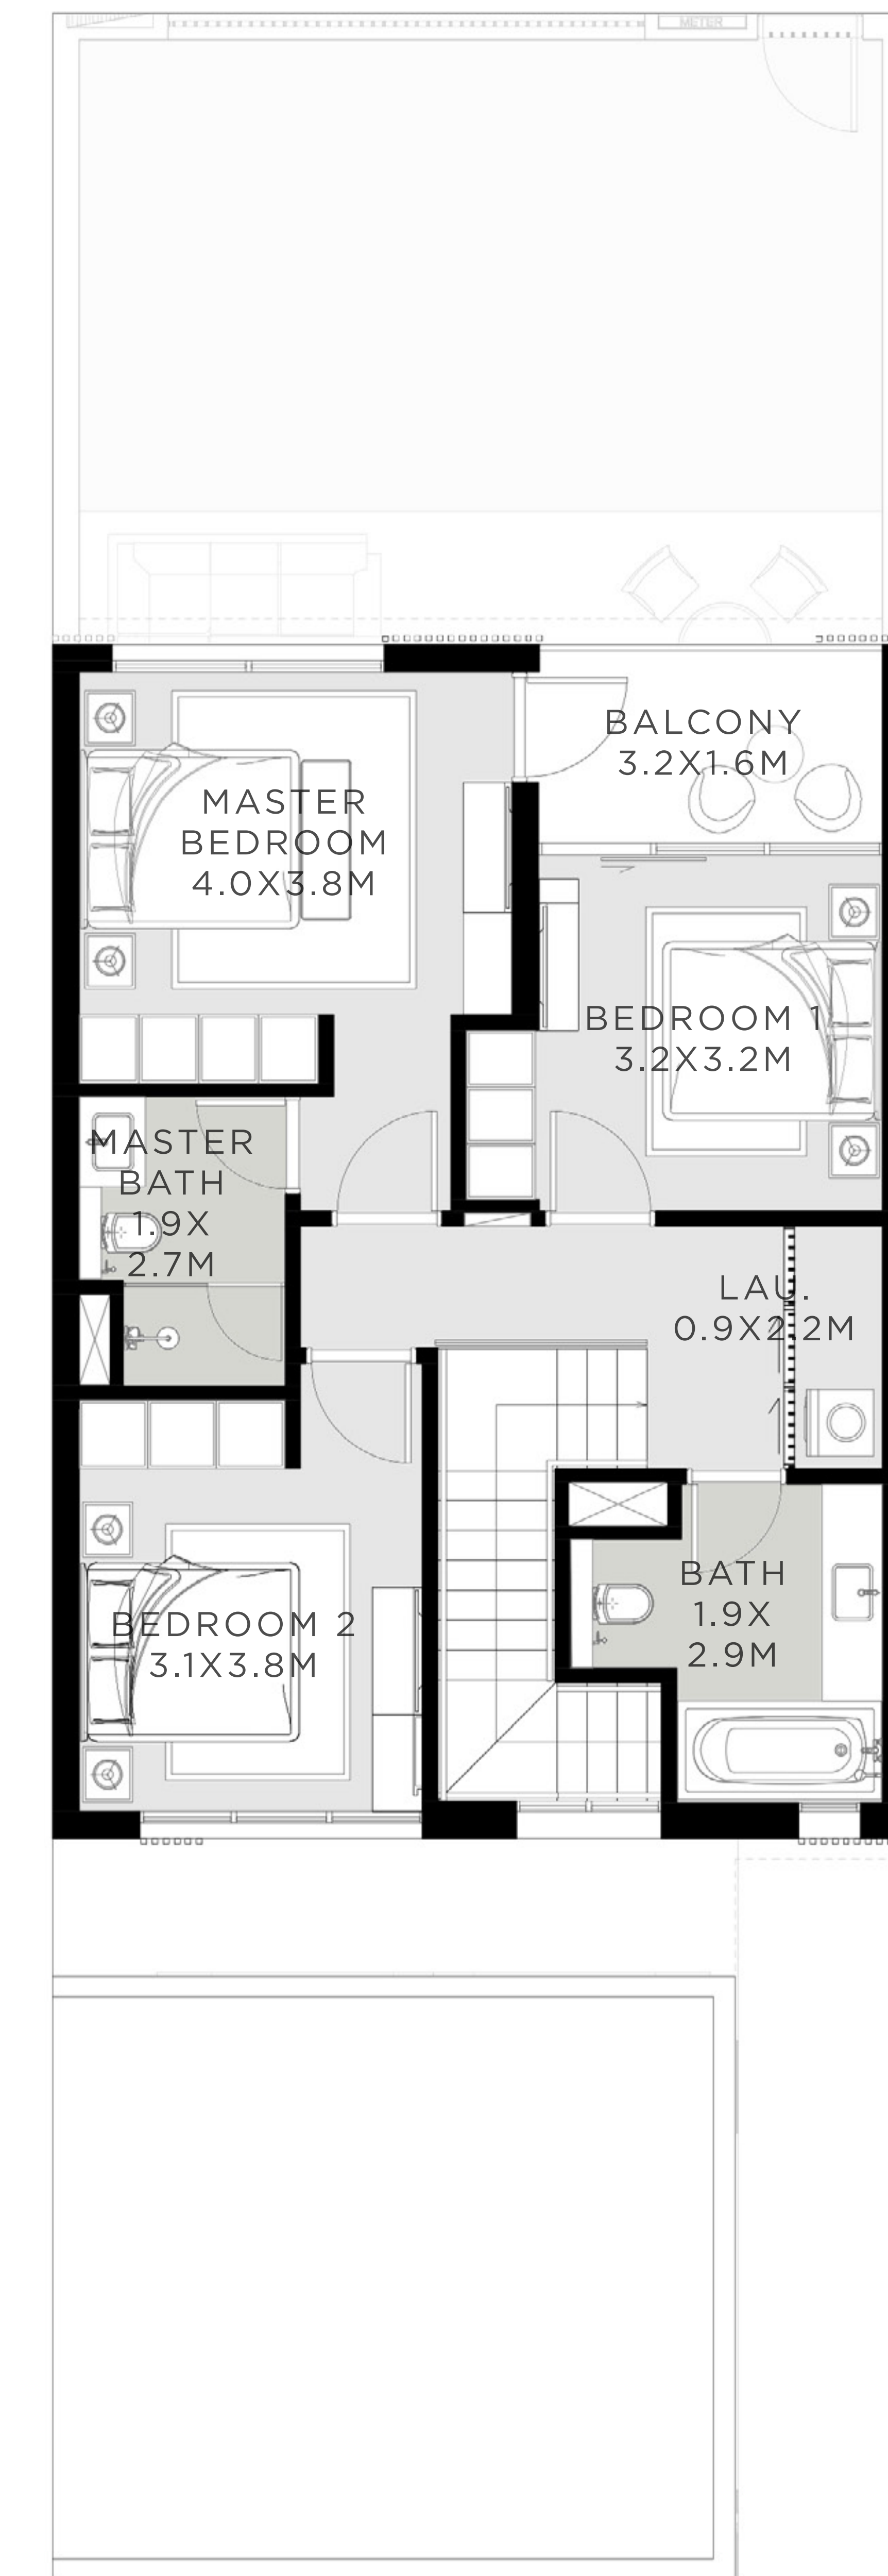 METER
BALCONY
3.2X1.6M
MASTER
BEDROOM
4.0X3.8M
BEDROOM 1
3.2X3.2M
MASTER
BATH
1.9X
2.7M
LAU.
0.9X2.2M
BATH
1.9X
2.9M
BEDROOM 2
3.1X3.8M